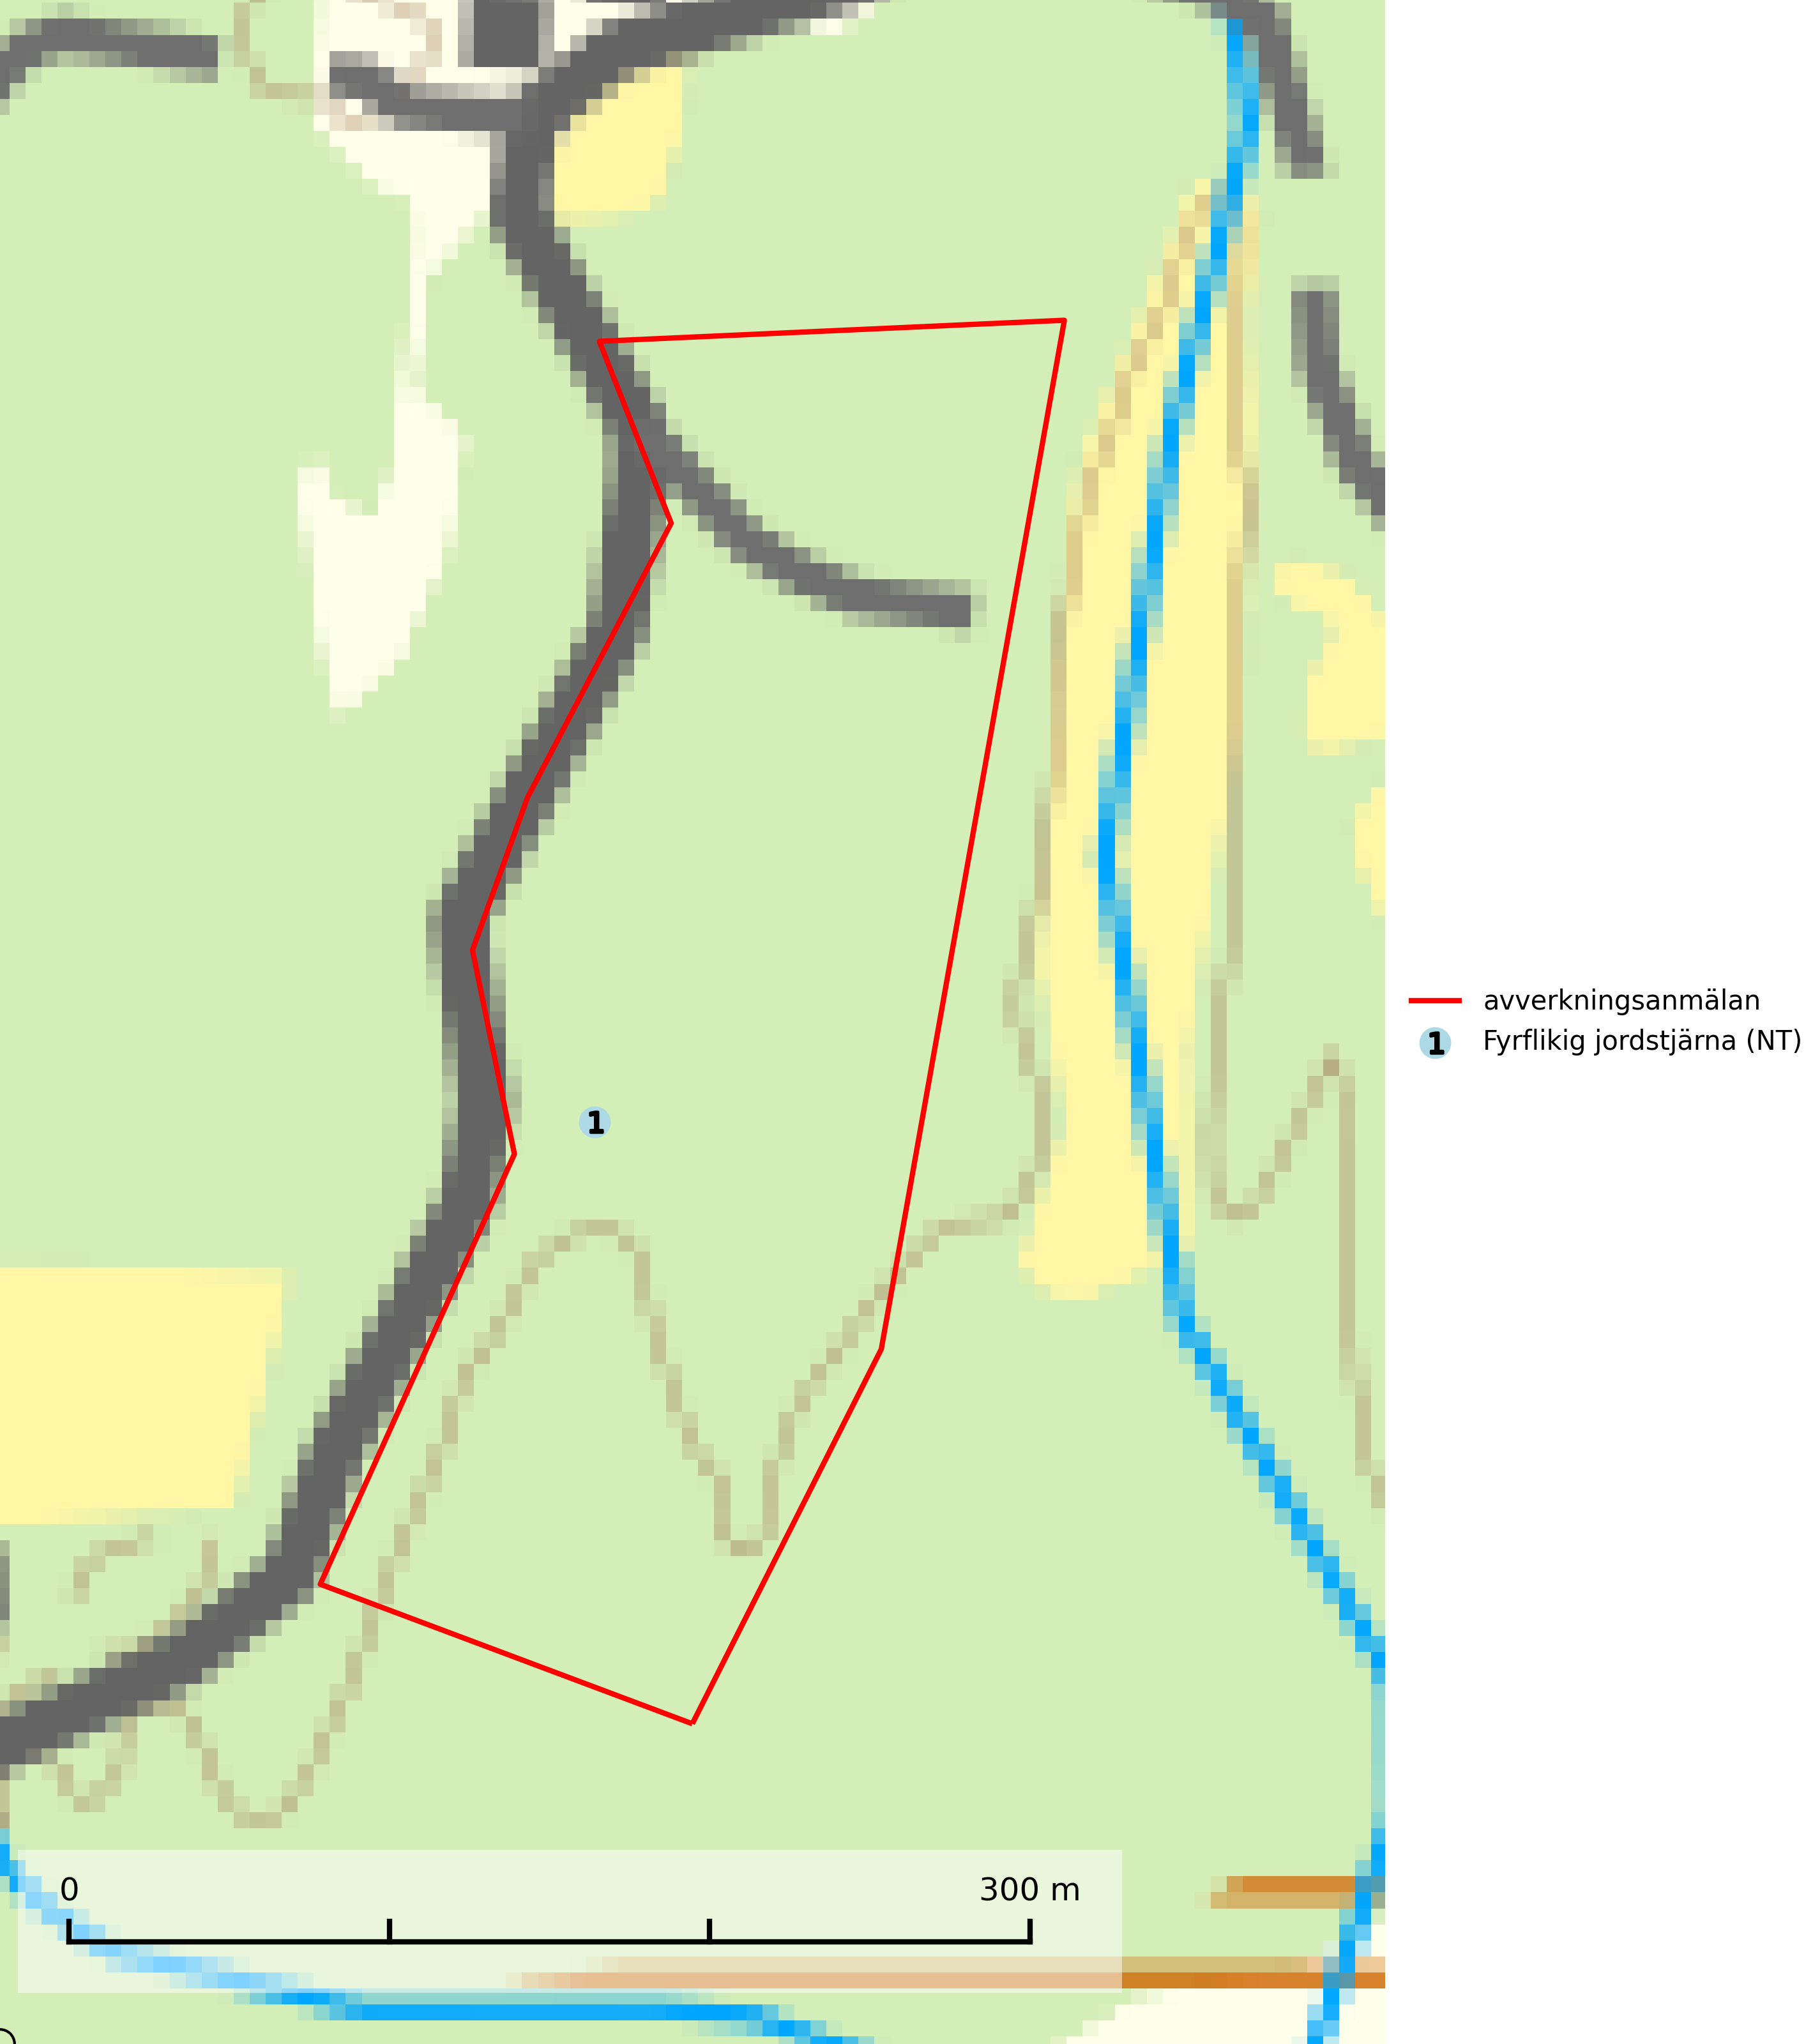 avverkningsanmälan
1 Fyrflikig jordstjärna (NT)
1
0 300 m